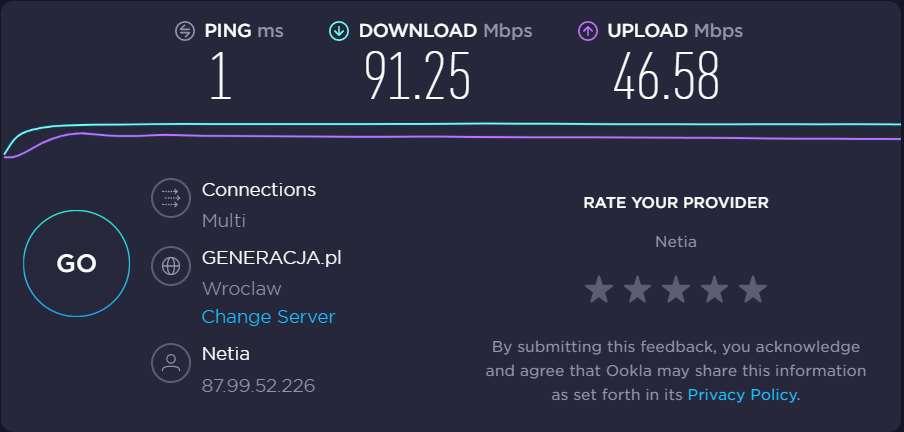 PING ms DOWNLOAD Mbps UPLOAD Mbps
1 91.25 46.58
GO
Connections
Multi
GENERACJA.pl
Wroclaw
Change Server
Netia
87.99.52.226
RATE YOUR PROVIDER
Netia
By submitting this feedback, you acknowledge
and agree that Ookla may share this information
as set forth in its Privacy Policy.